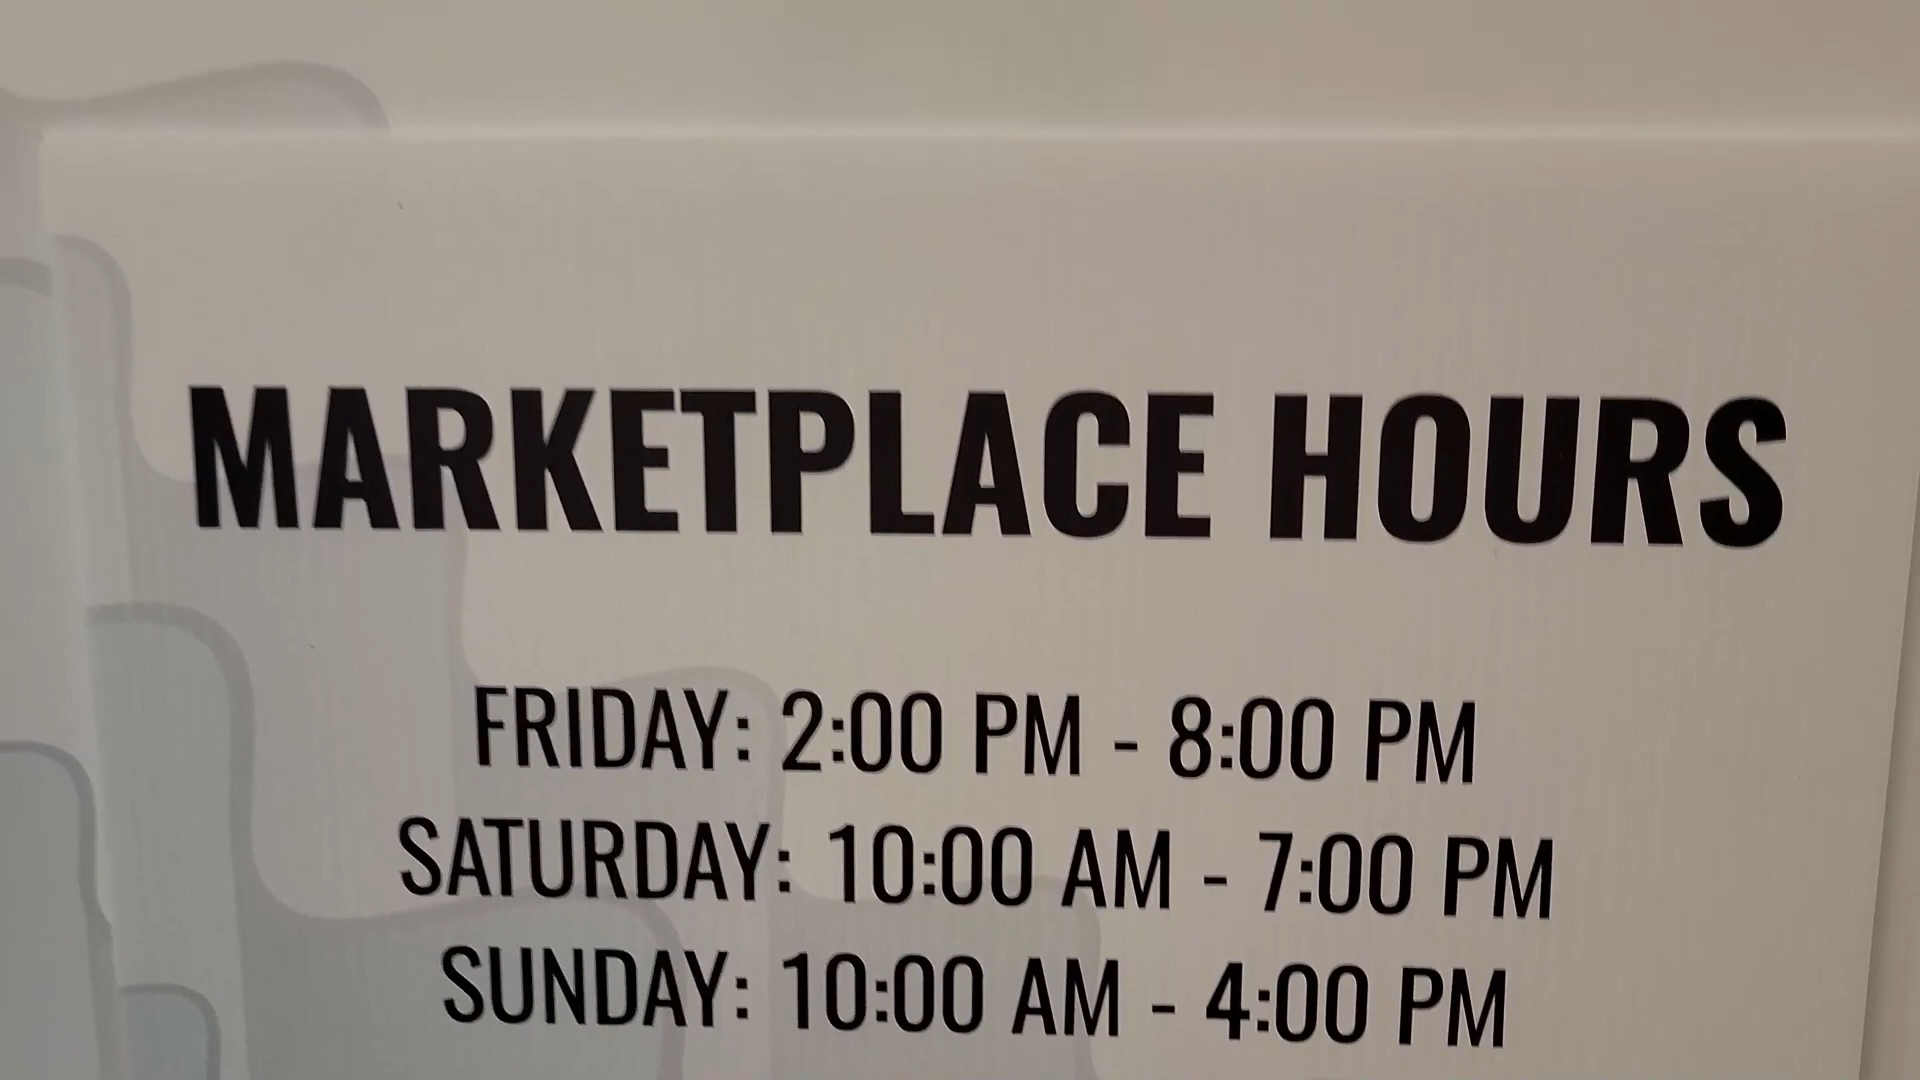 MARKETPLACE HOURS
FRIDAY: 2:00 PM - 8:00 PM
SATURDAY: 10:00 AM - 7:00 PM
SUNDAY: 10:00 AM - 4:00 PM